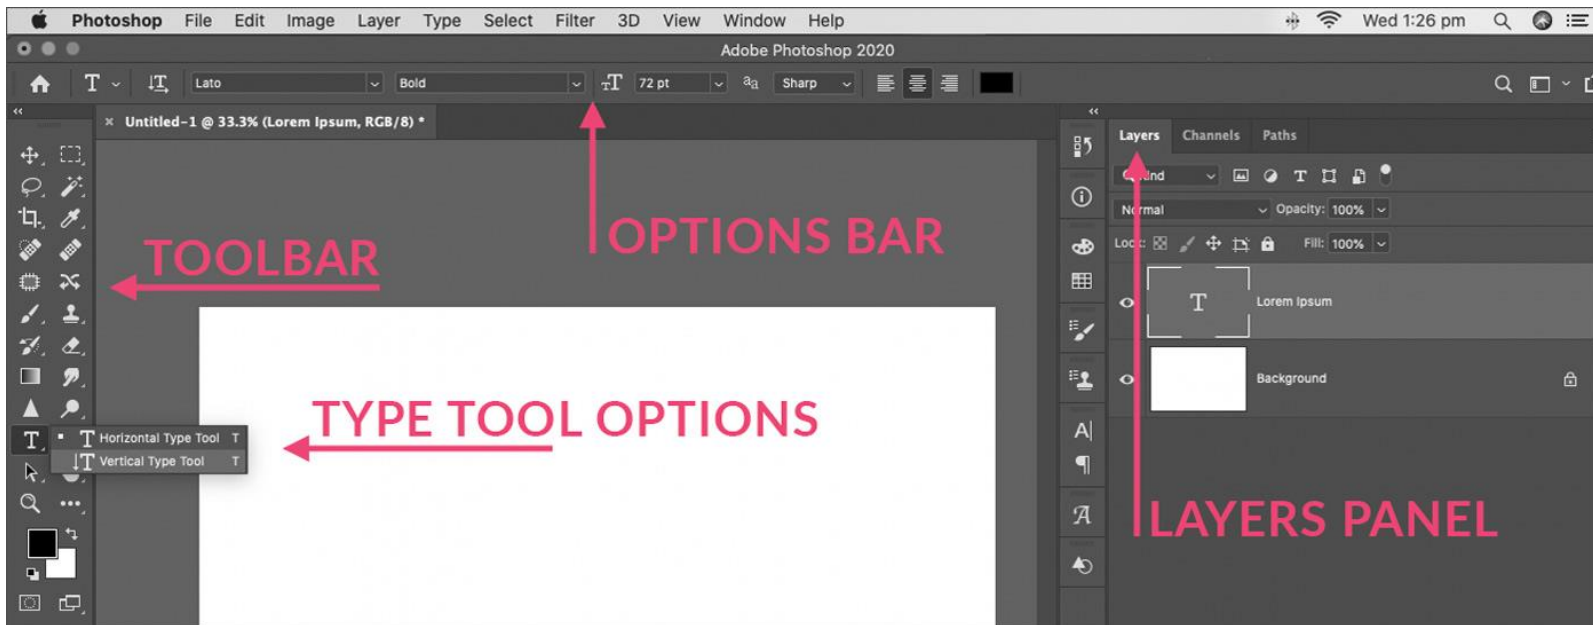 Photoshop File Edit Image Layer Type Select Filter 3D View Window Help Wed 1:26 pm
Adobe Photoshop 2020
T Lato Bold 72 pt Sharp
× Untitled-1 @ 33.3% (Lorem Ipsum, RGB/8) *
Layers Channels Paths
Normal Opacity: 100%
Fill: 100%
OPTIONS BAR
TOOLBAR
Lorem Ipsum
Background
TYPE TOOL OPTIONS
T Horizontal Type Tool T
T Vertical Type Tool T
LAYERS PANEL